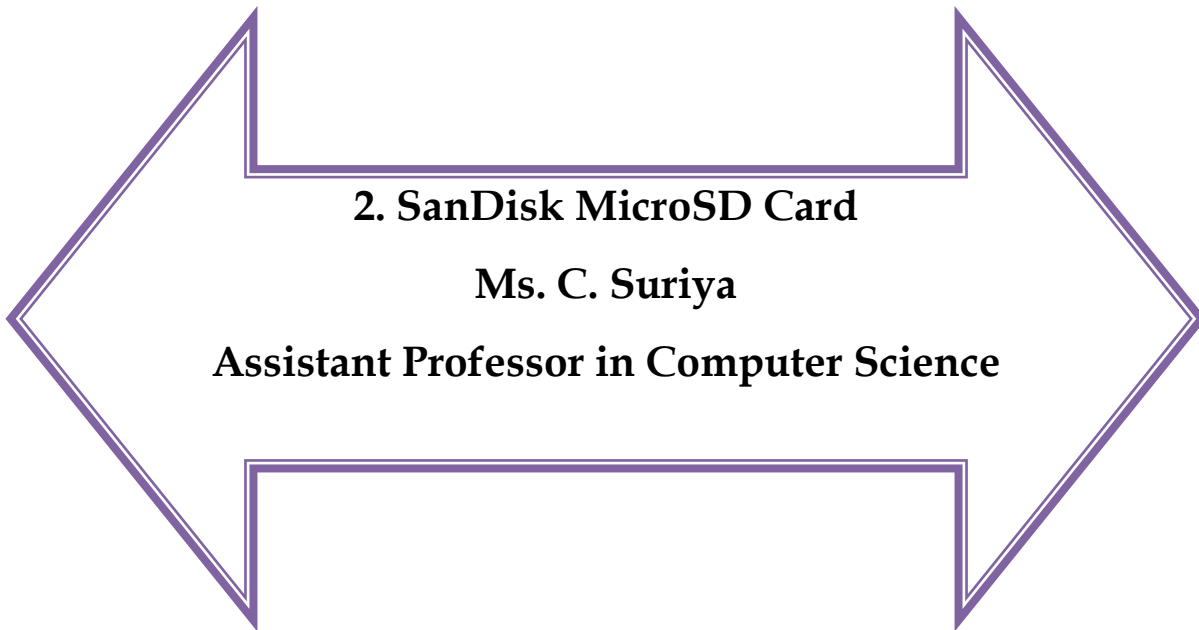 2. SanDisk MicroSD Card
Ms. C. Suriya
Assistant Professor in Computer Science